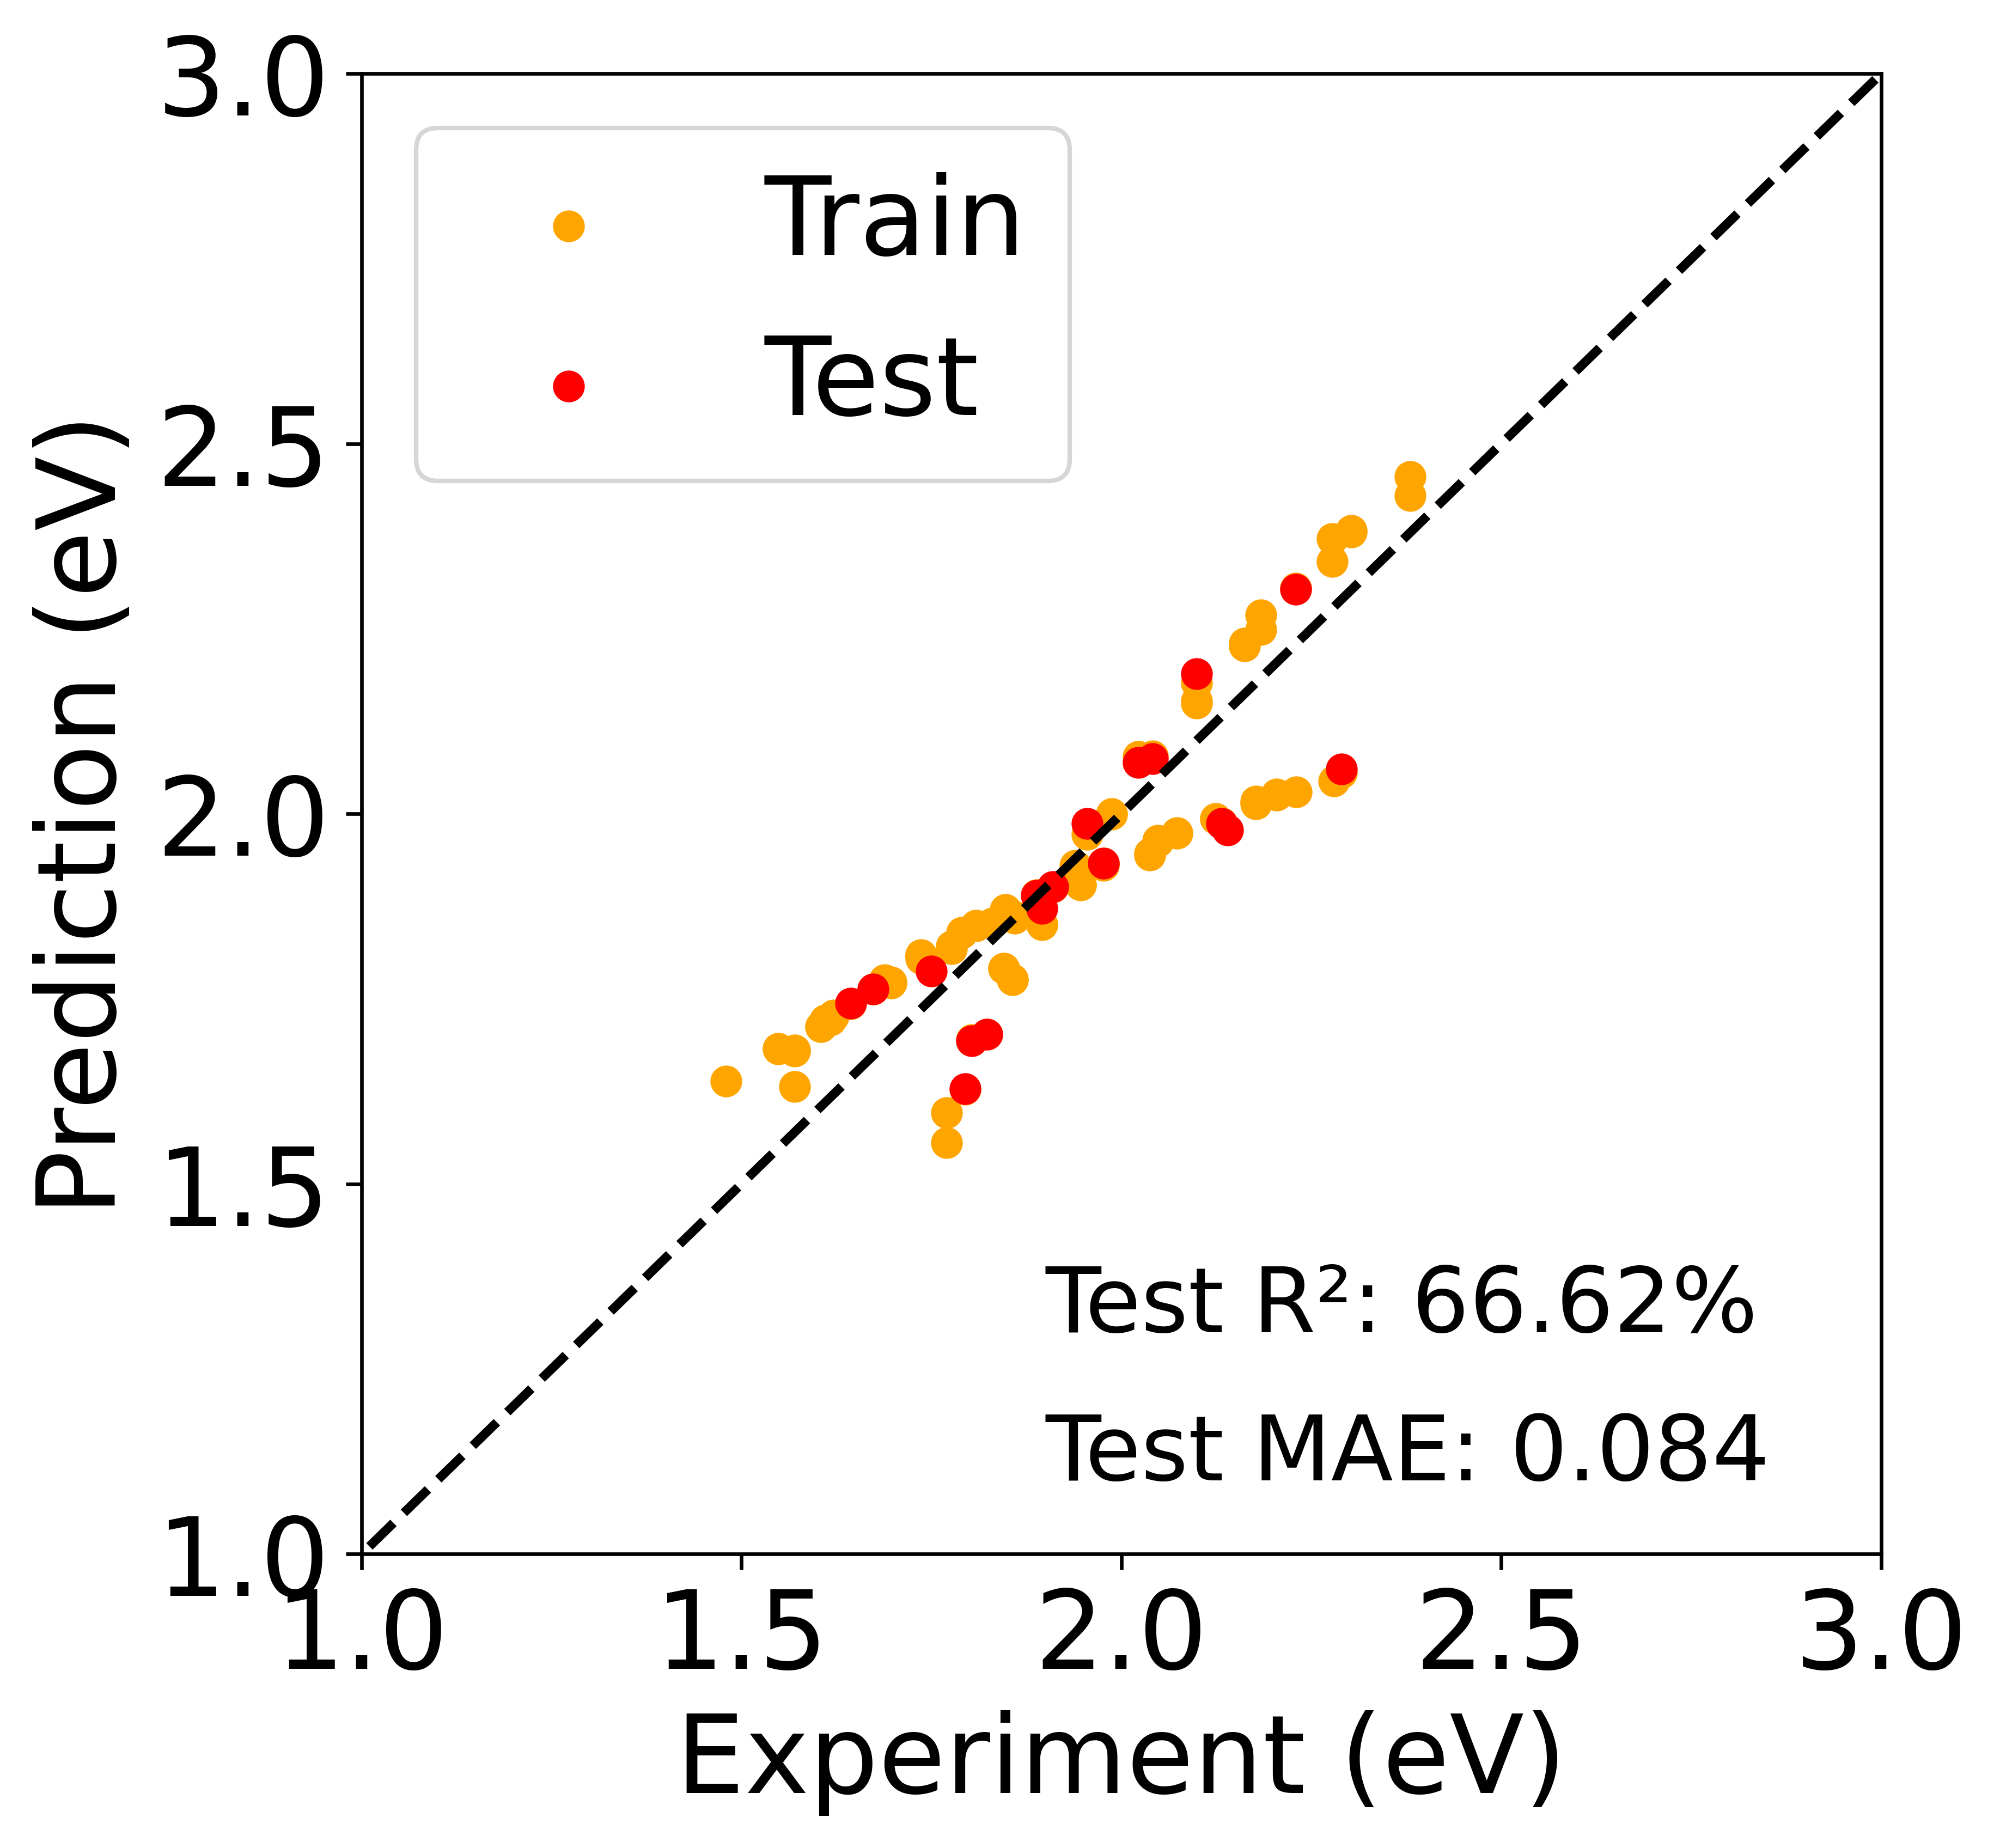 3.0
2.5
2.0
1.5
1.0
Prediction (eV)
Train
Test
Test R²: 66.62%
Test MAE: 0.084
1.0 1.5 2.0 2.5 3.0
Experiment (eV)